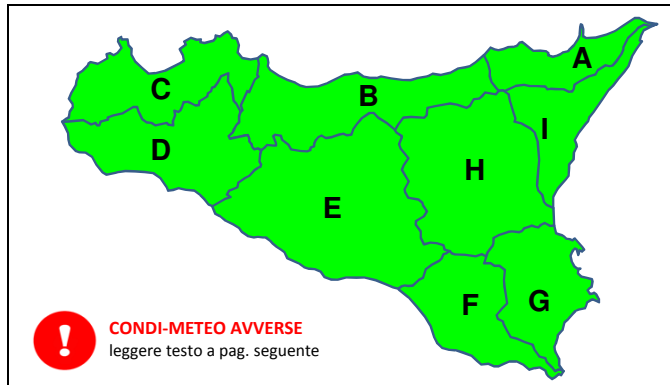 A
C
B
I
D
H
E
F
G
CONDI-METEO AVVERSE
leggere testo a pag. seguente